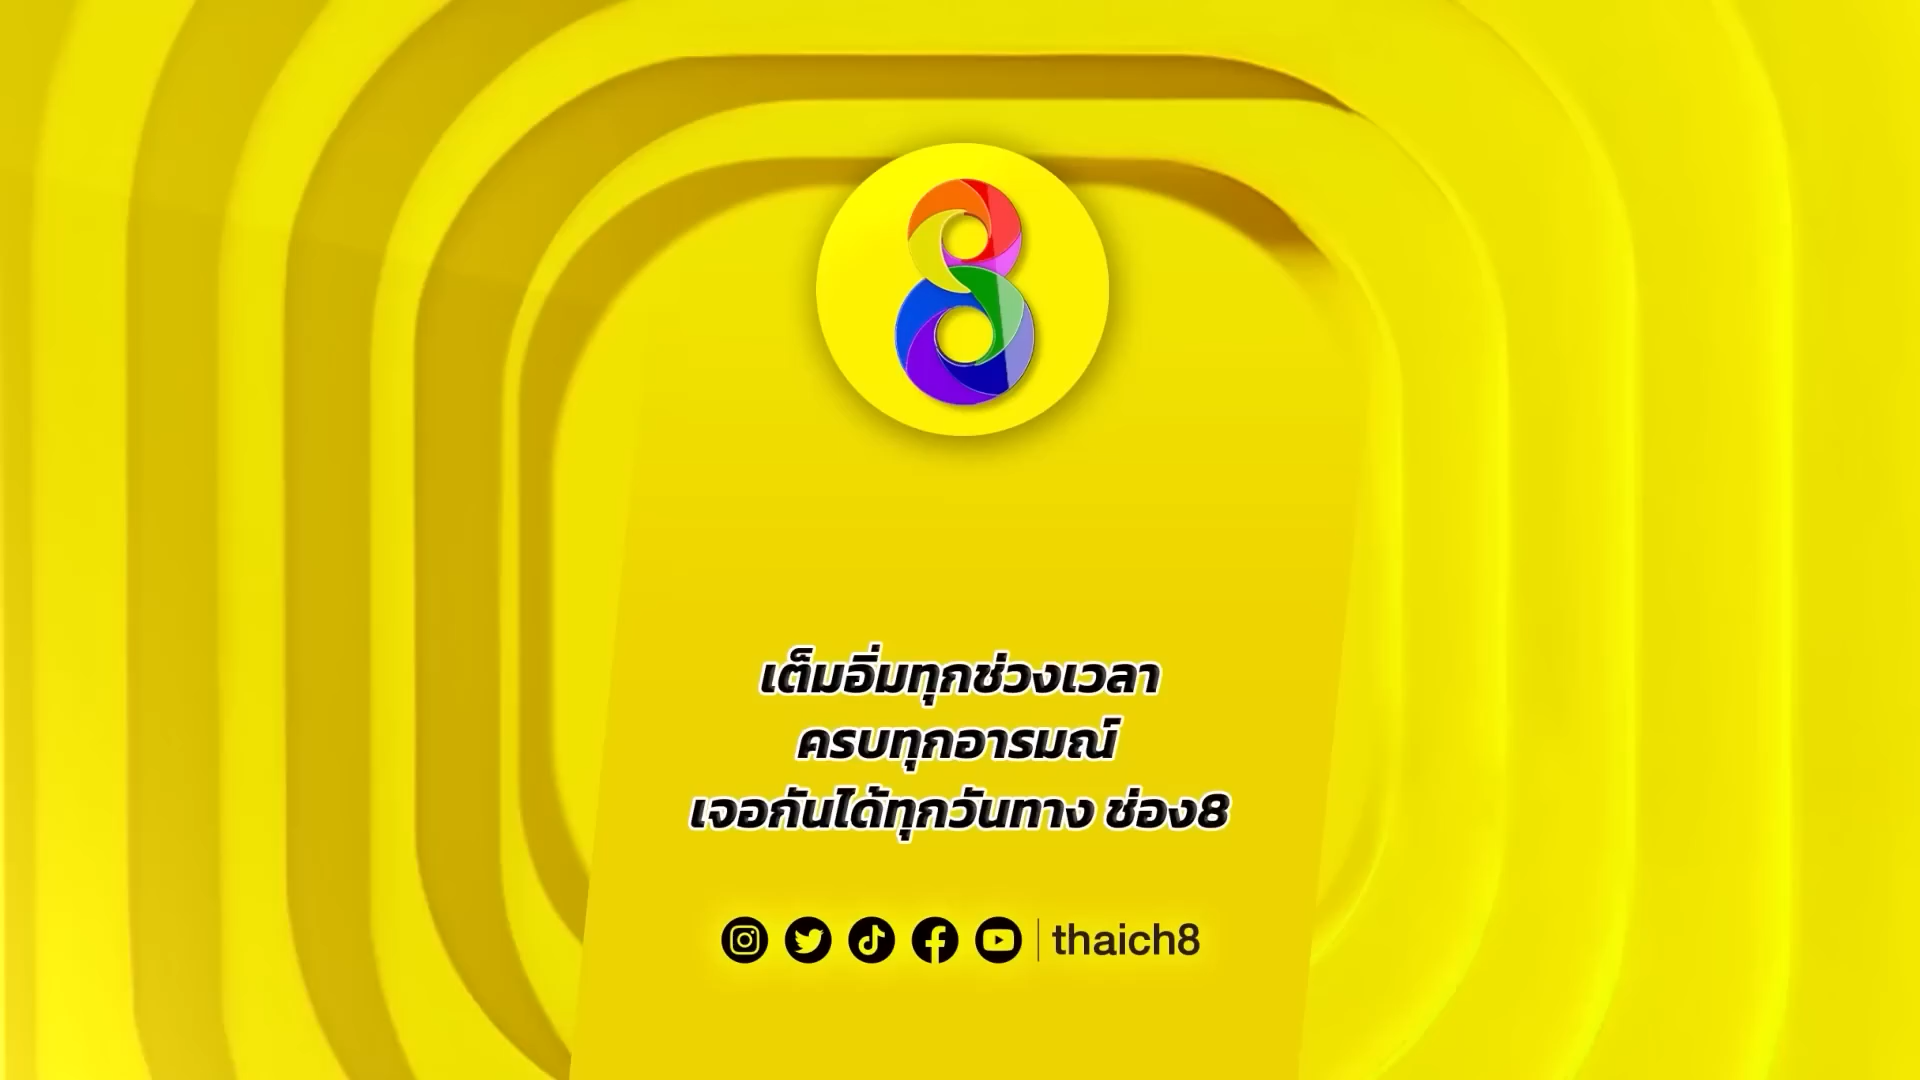 8
เต็มอิ่มทุกช่วงเวลา
ครบทุกอารมณ์
เจอกันได้ทุกวันทาง ช่อง8
thaich8